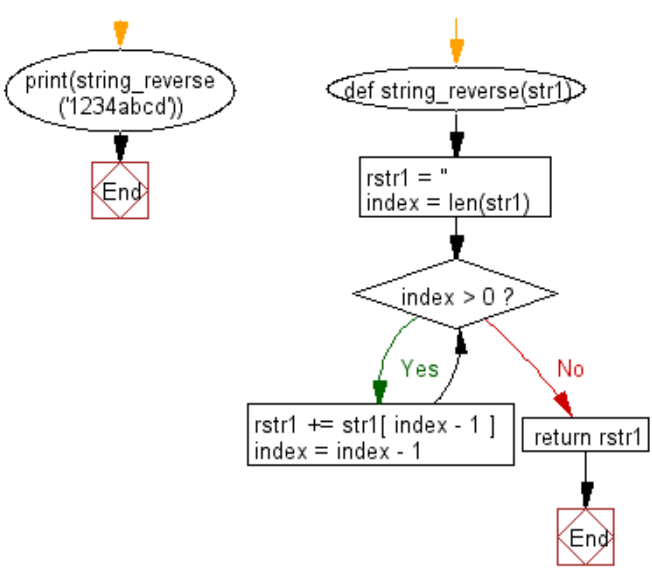 print(string_reverse
('1234abcd'))
End
def string_reverse(str1)
rstr1 = ''
index = len(str1)
index > 0 ?
Yes
No
rstr1 += str1[ index - 1 ]
index = index - 1
return rstr1
End